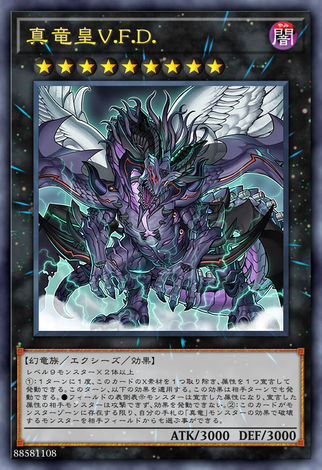 真竜皇V.F.D.
やみ
闇
【幻竜族/エクシーズ/効果】
レベル9モンスター×2体以上
①:1ターンに1度、このカードのX素材を1つ取り除き、属性を1つ宣言して
発動できる。このターン、以下の効果を適用する。この効果は相手ターンでも発
動できる。●フィールドの表側表示モンスターは宣言した属性になり、宣言した
属性の相手モンスターは攻撃できず、効果を発動できない。②:このカードがモ
ンスターゾーンに存在する限り、自分の手札の「真竜」モンスターの効果で破壊
するモンスターを相手フィールドからも選ぶ事ができる。
ATK/3000 DEF/3000
88581108